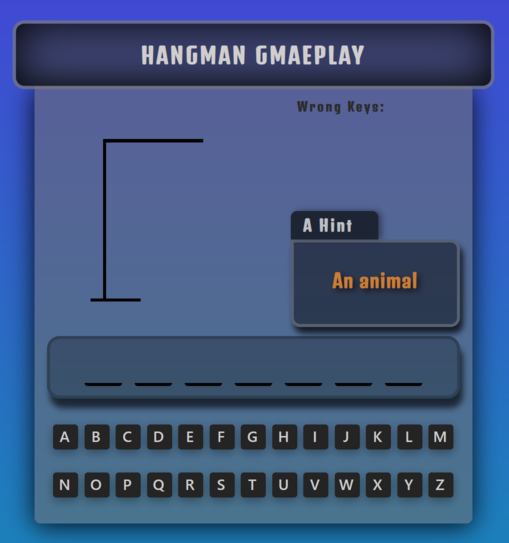 HANGMAN GMAEPLAY
Wrong Keys:
A Hint
An animal
A B C D E F G H I J K L M
N O P Q R S T U V W X Y Z